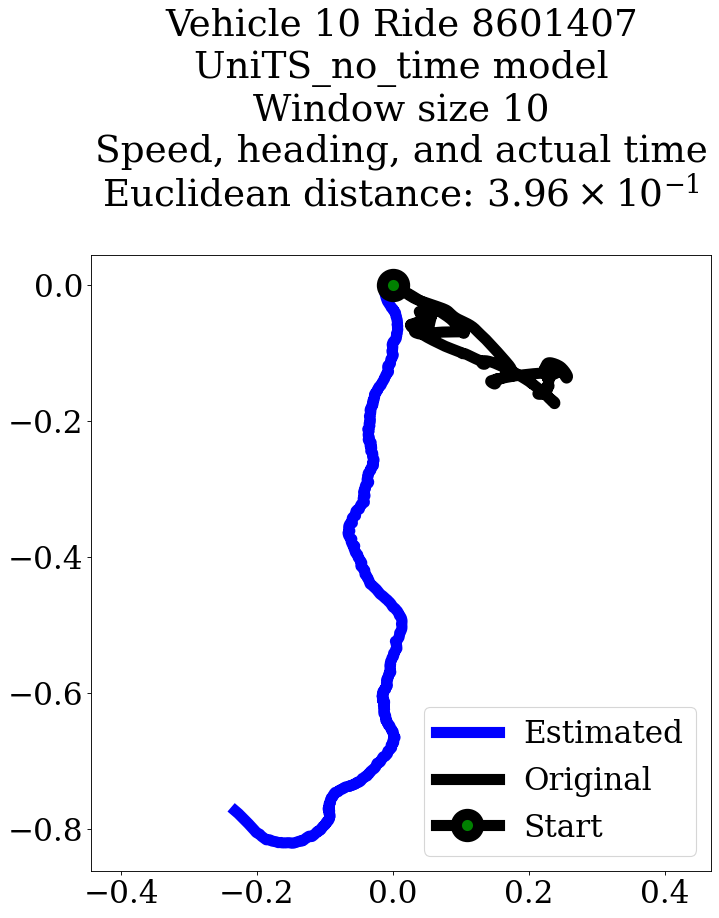 Vehicle 10 Ride 8601407
UniTS_no_time model
Window size 10
Speed, heading, and actual time
Euclidean distance: 3.96 × 10⁻¹
0.0
−0.2
−0.4
−0.6
−0.8
Estimated
Original
Start
−0.4 −0.2 0.0 0.2 0.4